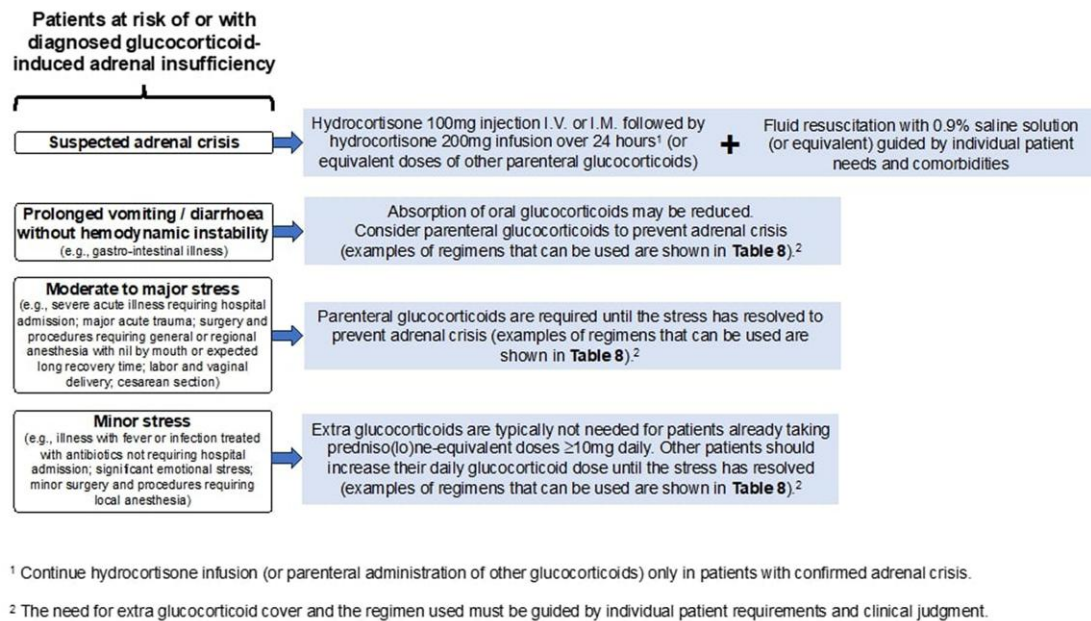 Patients at risk of or with
diagnosed glucocorticoid-
induced adrenal insufficiency
Suspected adrenal crisis
Hydrocortisone 100mg injection I.V. or I.M. followed by
hydrocortisone 200mg infusion over 24 hours¹ (or
equivalent doses of other parenteral glucocorticoids)
+
Fluid resuscitation with 0.9% saline solution
(or equivalent) guided by individual patient
needs and comorbidities
Prolonged vomiting / diarrhoea
without hemodynamic instability
(e.g., gastro-intestinal illness)
Absorption of oral glucocorticoids may be reduced.
Consider parenteral glucocorticoids to prevent adrenal crisis
(examples of regimens that can be used are shown in Table 8).²
Moderate to major stress
(e.g., severe acute illness requiring hospital
admission; major acute trauma; surgery and
procedures requiring general or regional
anesthesia with nil by mouth or expected
long recovery time; labor and vaginal
delivery; cesarean section)
Parenteral glucocorticoids are required until the stress has resolved to
prevent adrenal crisis (examples of regimens that can be used are
shown in Table 8).²
Minor stress
(e.g., illness with fever or infection treated
with antibiotics not requiring hospital
admission; significant emotional stress;
minor surgery and procedures requiring
local anesthesia)
Extra glucocorticoids are typically not needed for patients already taking
predniso(lo)ne-equivalent doses ≥10mg daily. Other patients should
increase their daily glucocorticoid dose until the stress has resolved
(examples of regimens that can be used are shown in Table 8).²
¹ Continue hydrocortisone infusion (or parenteral administration of other glucocorticoids) only in patients with confirmed adrenal crisis.
² The need for extra glucocorticoid cover and the regimen used must be guided by individual patient requirements and clinical judgment.